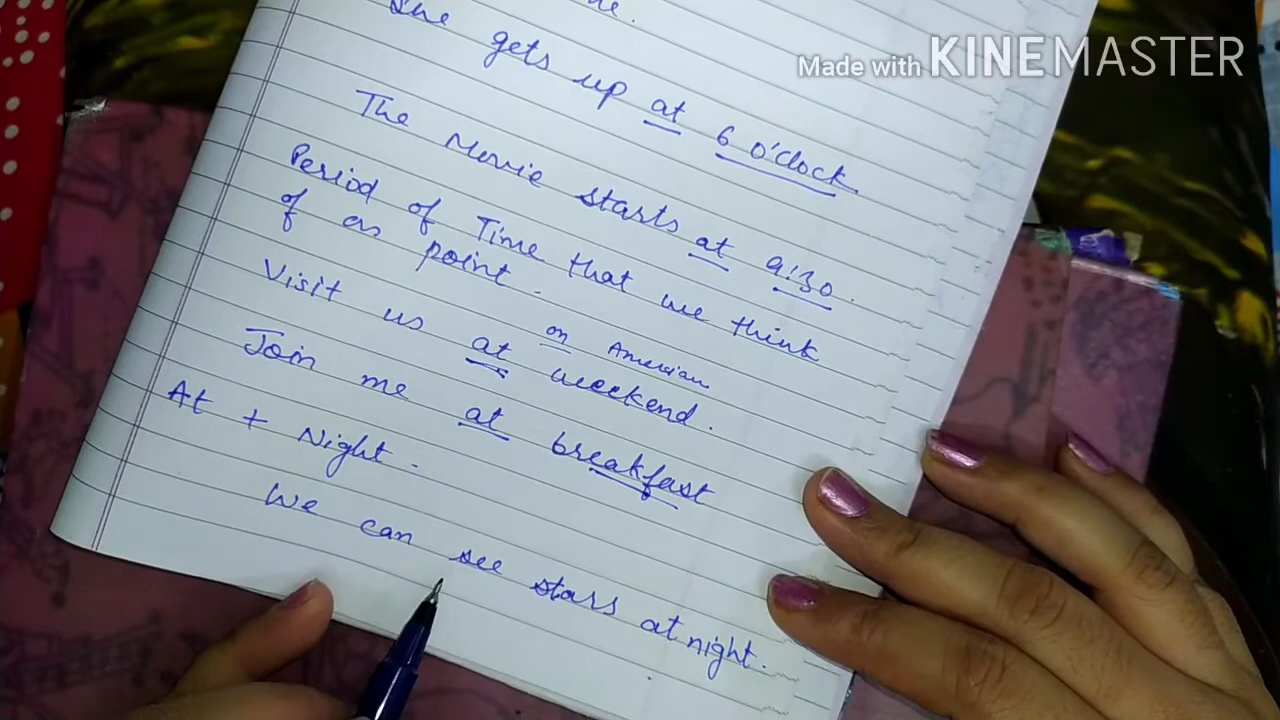 Made with KINEMASTER
ne.
She gets up at 6 o'clock
The Movie starts at 9:30.
Period of Time that we think
of as point.
on American
Visit us at weekend.
Join me at breakfast
At + Night.
We can see stars at night.